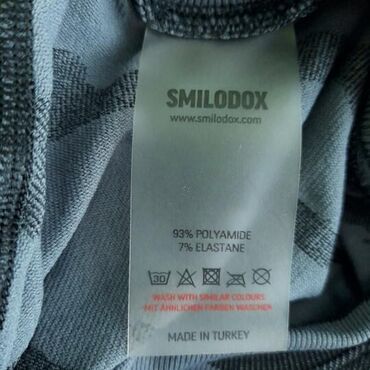 SMILODOX
www.smilodox.com
93% POLYAMIDE
7% ELASTANE
30
WASH WITH SIMILAR COLOURS
MIT ÄHNLICHEN FARBEN WASCHEN
MADE IN TURKEY